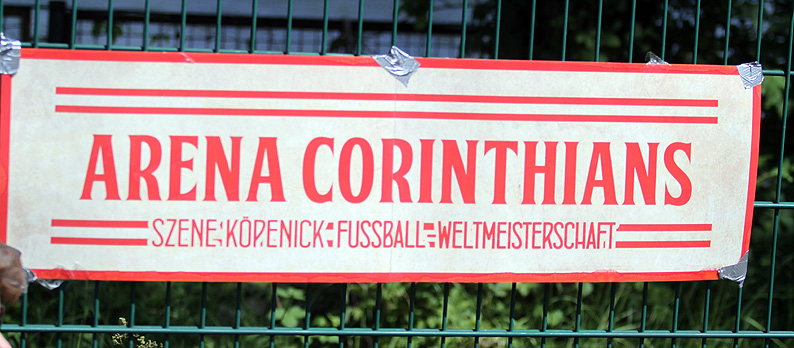 ARENA CORINTHIANS
SZENE-KÖPENICK-FUSSBALL-WELTMEISTERSCHAFT